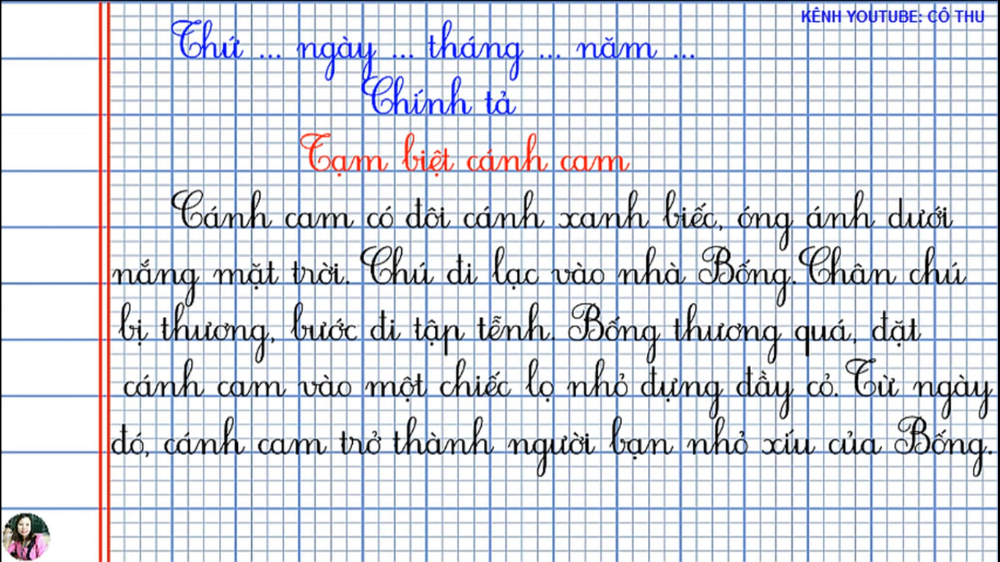 KÊNH YOUTUBE: CÔ THU
Thứ ... ngày ... tháng ... năm ...
Chính tả
Tạm biệt cánh cam
Cánh cam có đôi cánh xanh biếc, óng ánh dưới
nắng mặt trời. Chú đi lạc vào nhà Bống. Chân chú
bị thương, bước đi tập tễnh. Bống thương quá, đặt
cánh cam vào một chiếc lọ nhỏ đựng đầy cỏ. Từ ngày
đó, cánh cam trở thành người bạn nhỏ xíu của Bống.